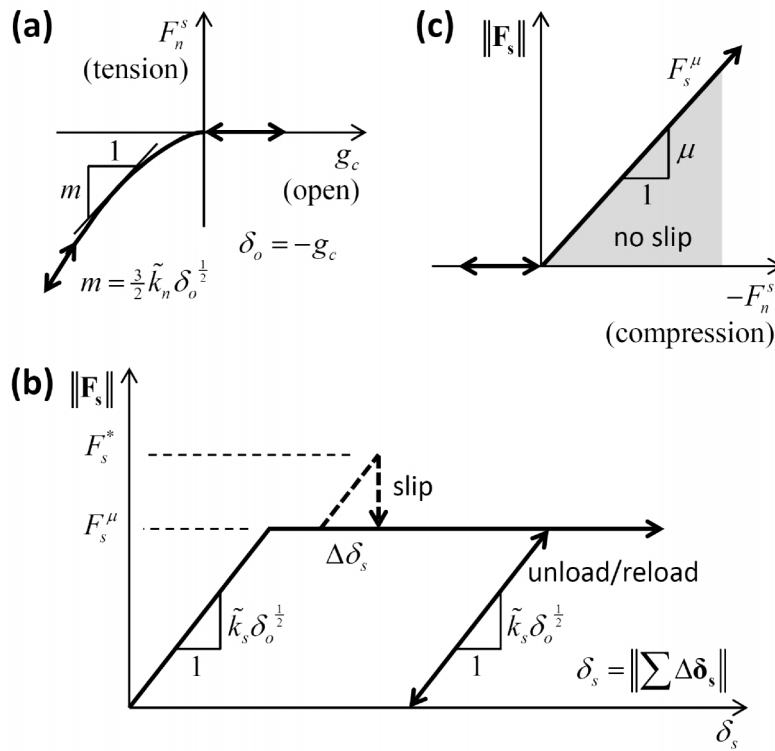 (a)
F_n^s
(tension)
1
m
g_c
(open)
δ_o = −g_c
m = 3/2 k̃_n δ_o^{1/2}
(c)
‖F_s‖
F_s^μ
μ
1
no slip
−F_n^s
(compression)
(b)
‖F_s‖
F_s^*
slip
F_s^μ
Δδ_s
unload/reload
k̃_s δ_o^{1/2}
1
k̃_s δ_o^{1/2}
1
δ_s = ‖∑ Δδ_s‖
δ_s